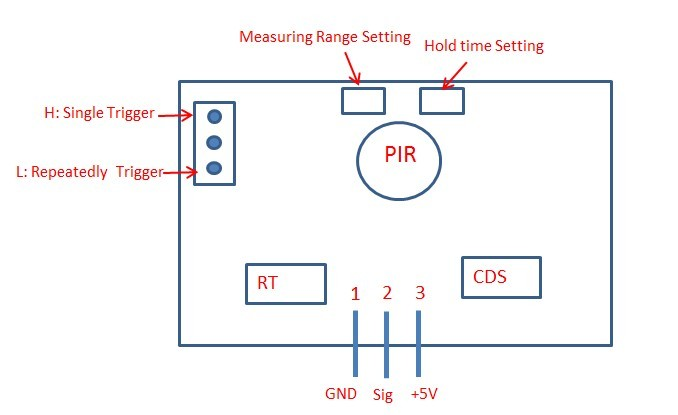 Measuring Range Setting
Hold time Setting
H: Single Trigger
L: Repeatedly Trigger
PIR
RT
CDS
1 2 3
GND Sig +5V